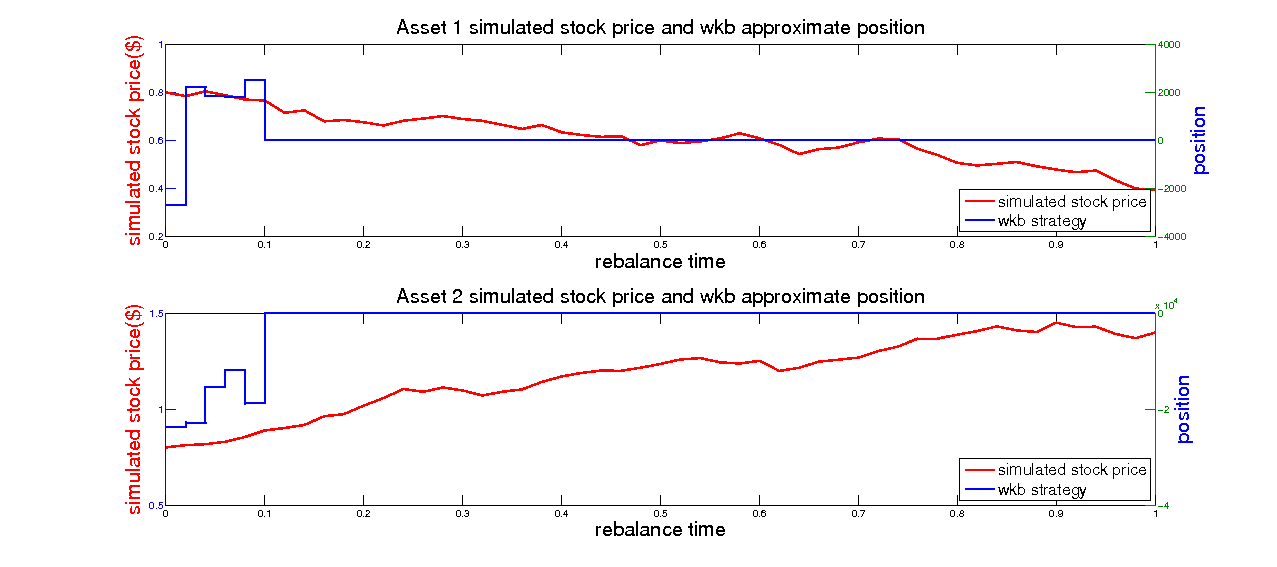 Asset 1 simulated stock price and wkb approximate position
simulated stock price($)
1
0.8
0.6
0.4
0.2
4000
2000
0
-2000
-4000
position
simulated stock price
wkb strategy
0 0.1 0.2 0.3 0.4 0.5 0.6 0.7 0.8 0.9 1
rebalance time
Asset 2 simulated stock price and wkb approximate position
simulated stock price($)
1.5
1
0.5
x 10^4
0
-2
-4
position
simulated stock price
wkb strategy
0 0.1 0.2 0.3 0.4 0.5 0.6 0.7 0.8 0.9 1
rebalance time